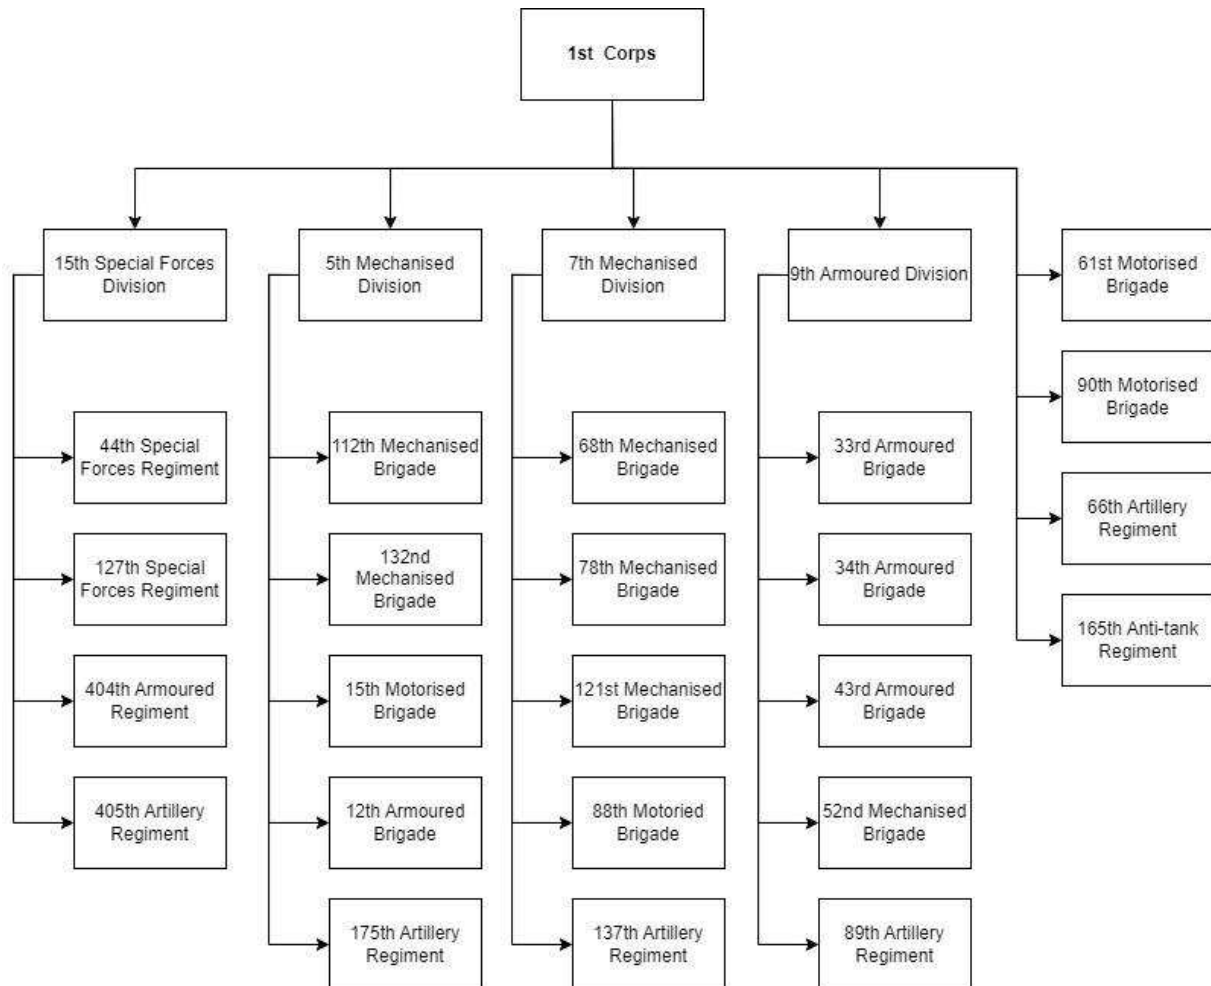 1st Corps
15th Special Forces
Division
5th Mechanised
Division
7th Mechanised
Division
9th Armoured Division
61st Motorised
Brigade
90th Motorised
Brigade
44th Special
Forces Regiment
112th Mechanised
Brigade
68th Mechanised
Brigade
33rd Armoured
Brigade
66th Artillery
Regiment
127th Special
Forces Regiment
132nd
Mechanised
Brigade
78th Mechanised
Brigade
34th Armoured
Brigade
165th Anti-tank
Regiment
404th Armoured
Regiment
15th Motorised
Brigade
121st Mechanised
Brigade
43rd Armoured
Brigade
405th Artillery
Regiment
12th Armoured
Brigade
88th Motoried
Brigade
52nd Mechanised
Brigade
175th Artillery
Regiment
137th Artillery
Regiment
89th Artillery
Regiment